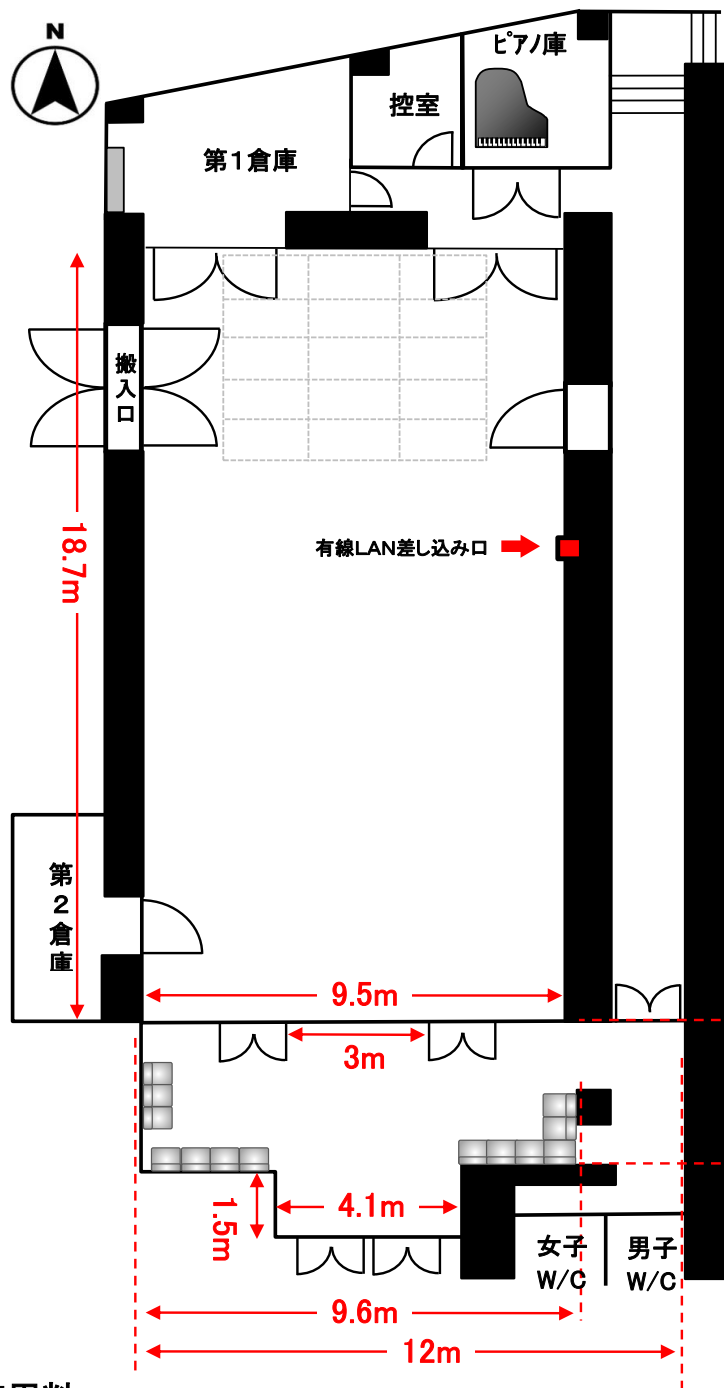 N
ピアノ庫
控室
第1倉庫
搬入口
有線LAN差し込み口
18.7m
第2倉庫
9.5m
3m
4.1m
1.5m
女子
W/C
男子
W/C
9.6m
12m